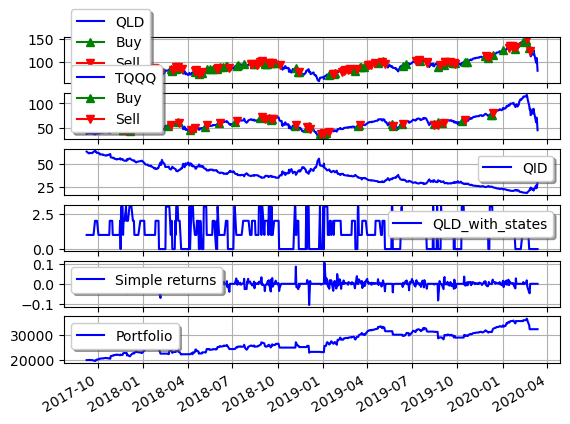 QLD
Buy
Sell
150
100
TQQQ
Buy
Sell
100
50
QID
50
25
QLD_with_states
2.5
0.0
Simple returns
0.1
0.0
−0.1
Portfolio
30000
20000
2017-10
2018-01
2018-04
2018-07
2018-10
2019-01
2019-04
2019-07
2019-10
2020-01
2020-04